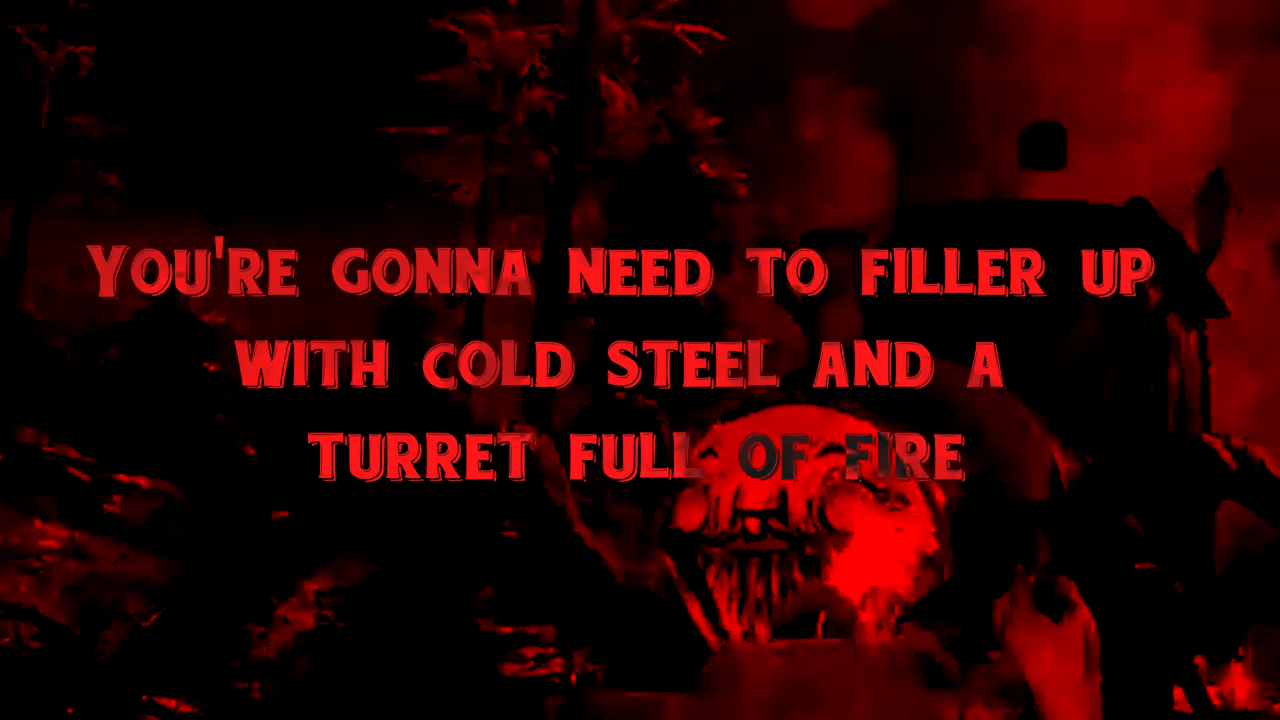 You're gonna need to filler up
with cold steel and a
turret full of fire